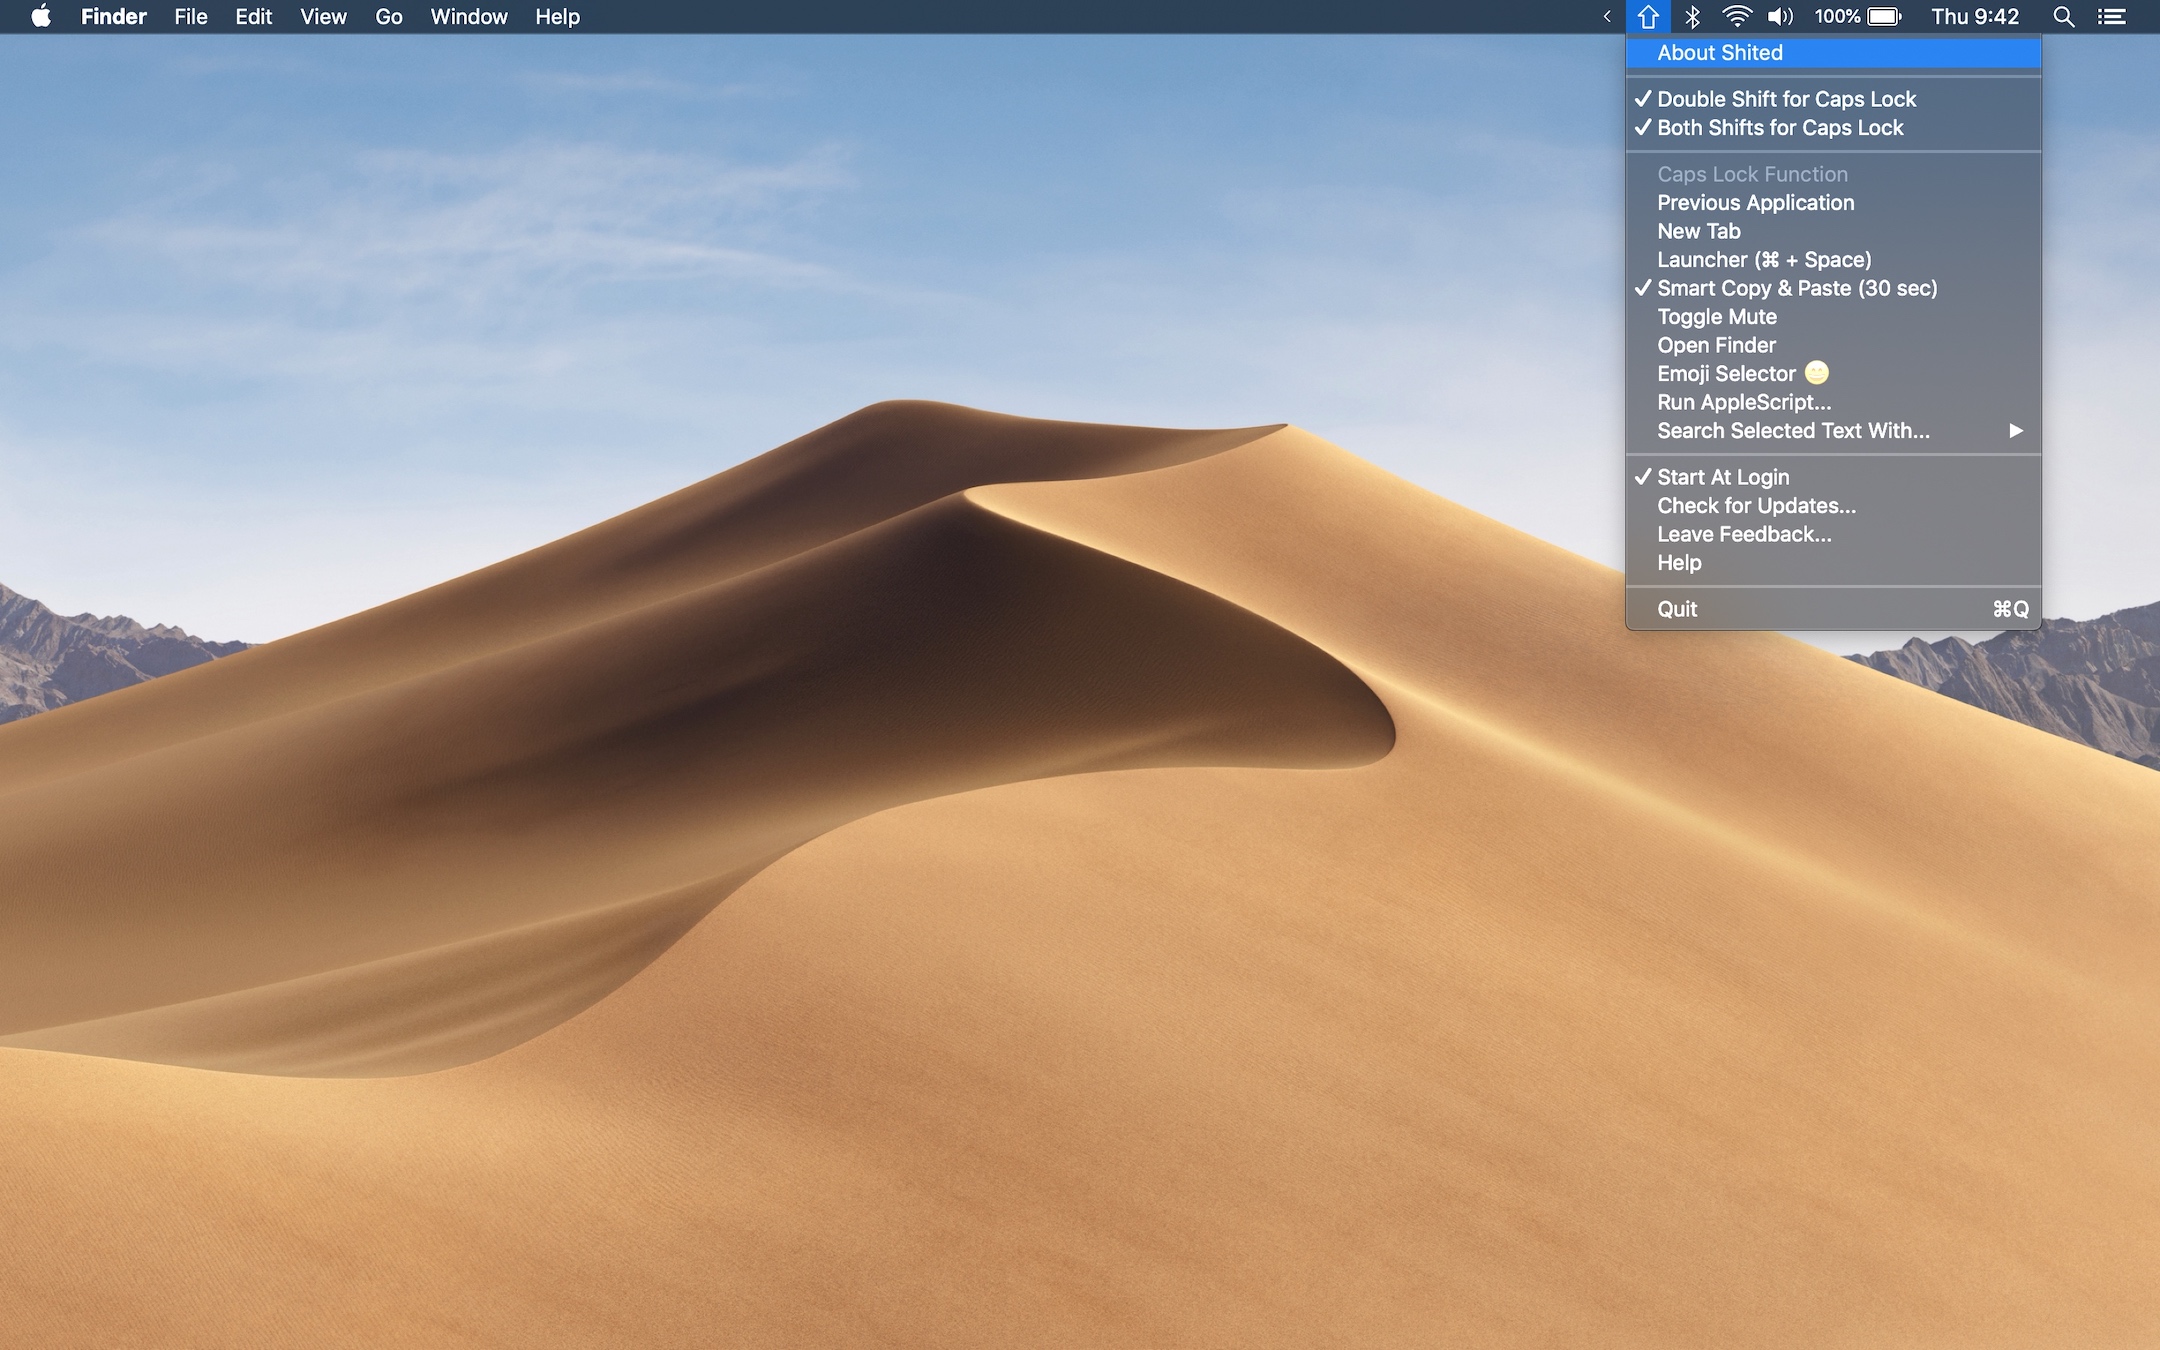 Finder File Edit View Go Window Help 100% Thu 9:42
About Shited
✓ Double Shift for Caps Lock
✓ Both Shifts for Caps Lock
Caps Lock Function
Previous Application
New Tab
Launcher (⌘ + Space)
✓ Smart Copy & Paste (30 sec)
Toggle Mute
Open Finder
Emoji Selector 😁
Run AppleScript...
Search Selected Text With... ▶
✓ Start At Login
Check for Updates...
Leave Feedback...
Help
Quit ⌘Q